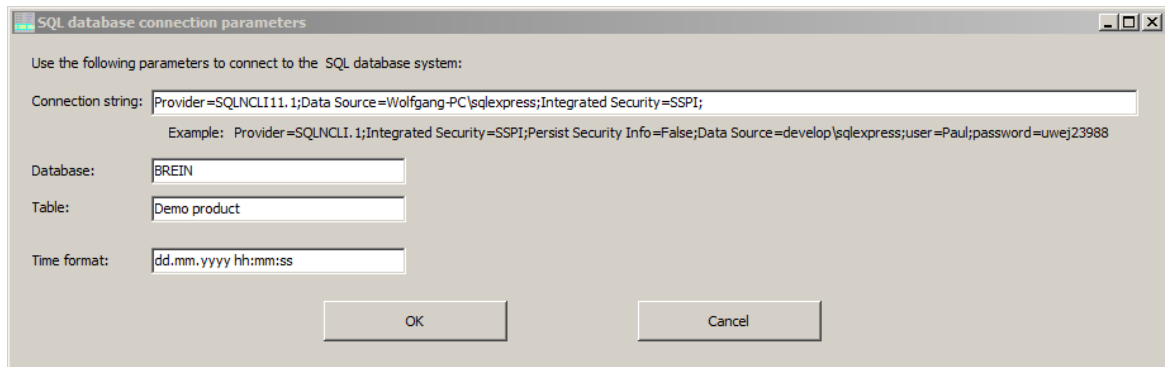 SQL database connection parameters
Use the following parameters to connect to the SQL database system:
Connection string: Provider=SQLNCLI11.1;Data Source=Wolfgang-PC\sqlexpress;Integrated Security=SSPI;
Example: Provider=SQLNCLI.1;Integrated Security=SSPI;Persist Security Info=False;Data Source=develop\sqlexpress;user=Paul;password=uwej23988
Database: BREIN
Table: Demo product
Time format: dd.mm.yyyy hh:mm:ss
OK Cancel